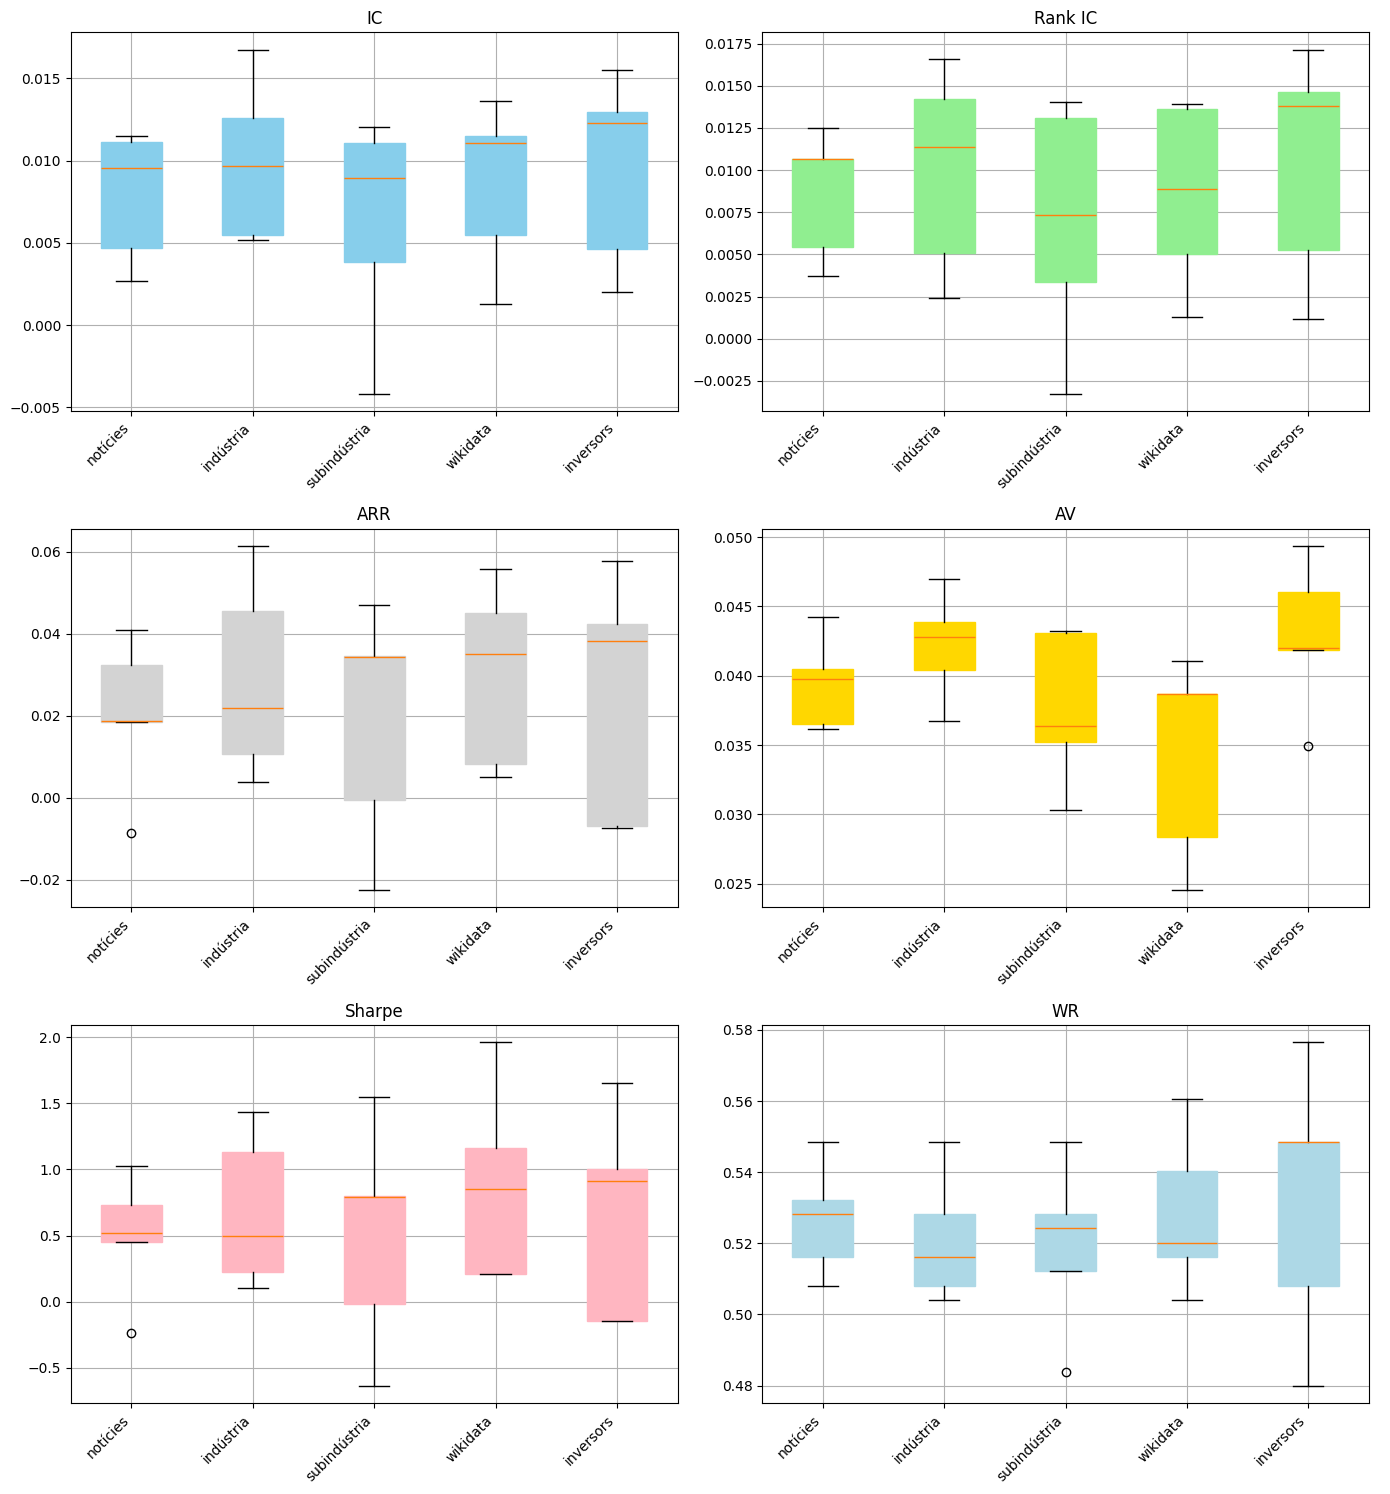 IC
0.015
0.010
0.005
0.000
−0.005
notícies
indústria
subindústria
wikidata
inversors
Rank IC
0.0175
0.0150
0.0125
0.0100
0.0075
0.0050
0.0025
0.0000
−0.0025
notícies
indústria
subindústria
wikidata
inversors
ARR
0.06
0.04
0.02
0.00
−0.02
notícies
indústria
subindústria
wikidata
inversors
AV
0.050
0.045
0.040
0.035
0.030
0.025
notícies
indústria
subindústria
wikidata
inversors
Sharpe
2.0
1.5
1.0
0.5
0.0
−0.5
notícies
indústria
subindústria
wikidata
inversors
WR
0.58
0.56
0.54
0.52
0.50
0.48
notícies
indústria
subindústria
wikidata
inversors